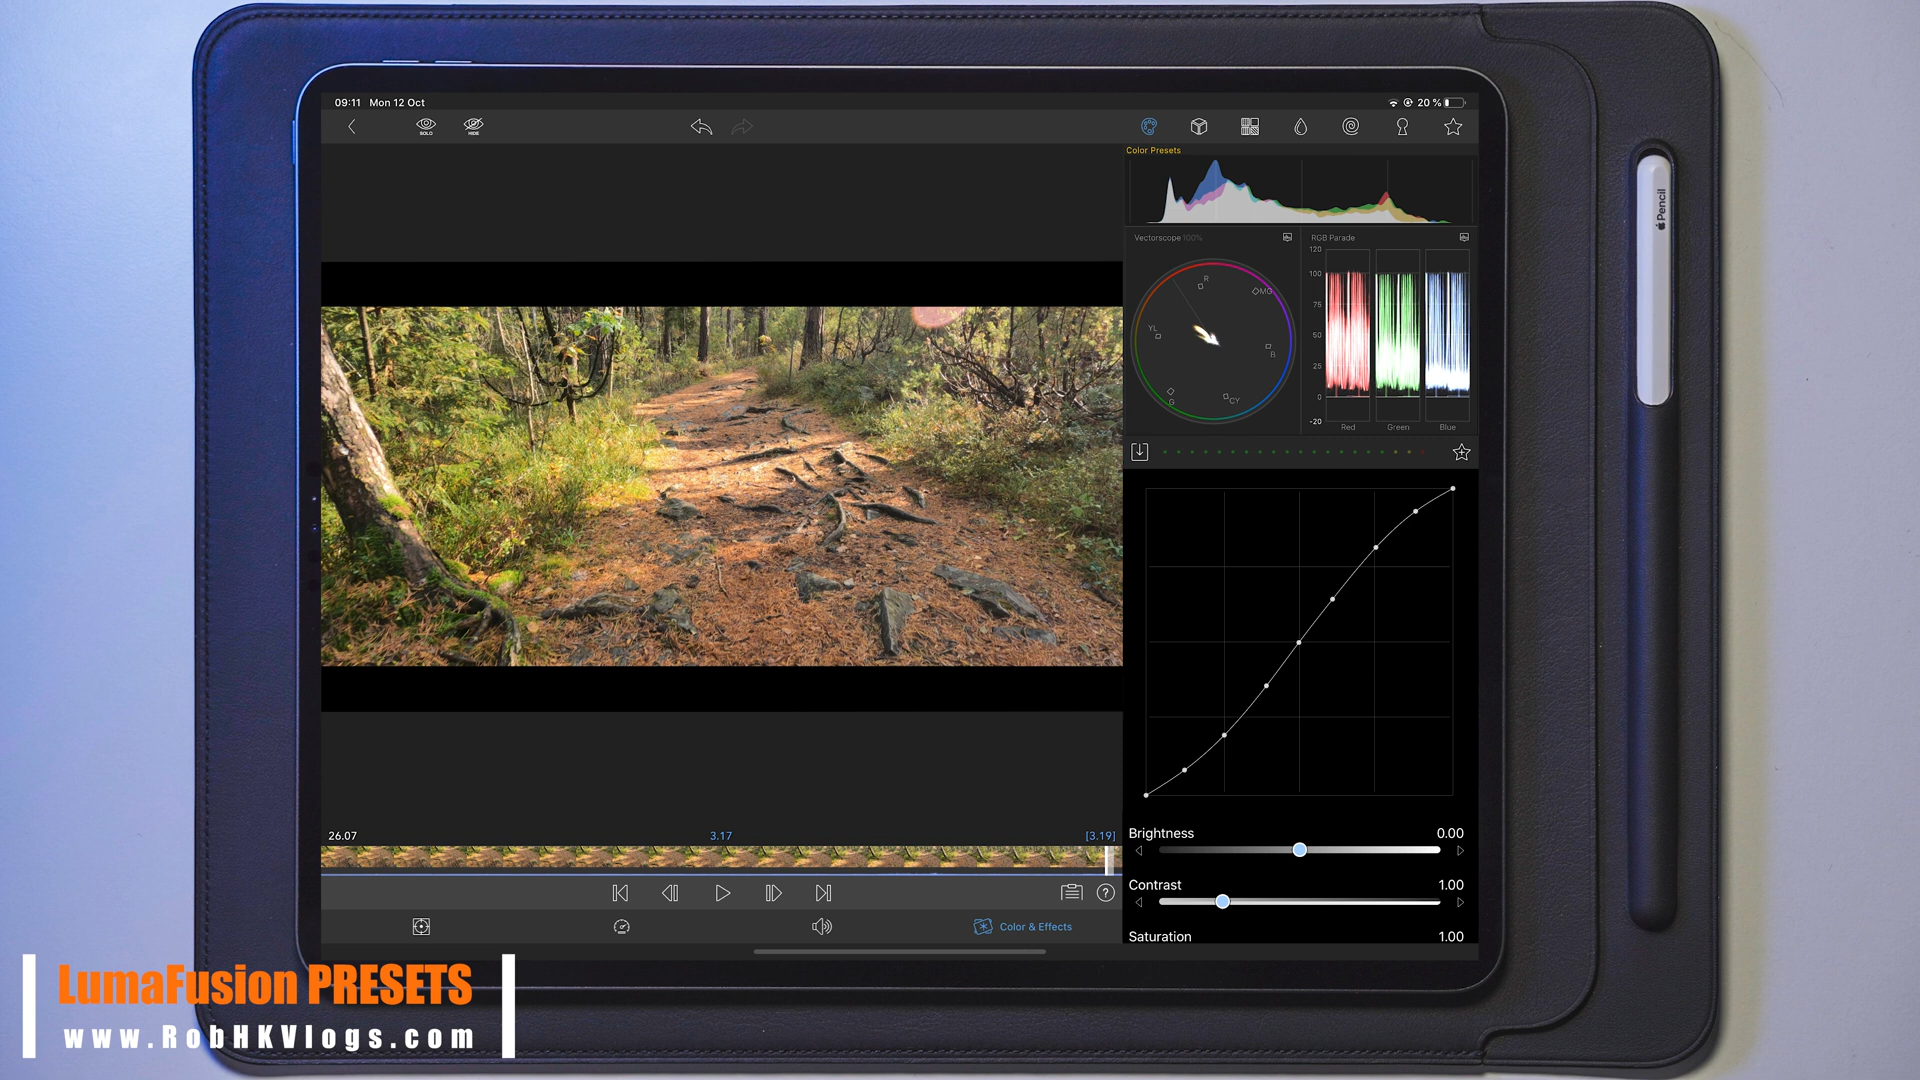 09:11 Mon 12 Oct
20 %
SOLO
HIDE
Color Presets
Vectorscope 100%
RGB Parade
120
100
75
50
25
0
-20
R
MG
YL
B
G
CY
Red
Green
Blue
Pencil
26.07
3.17
[3.19]
Brightness
0.00
Contrast
1.00
Saturation
1.00
?
Color & Effects
LumaFusion PRESETS
www.RobHKVlogs.com